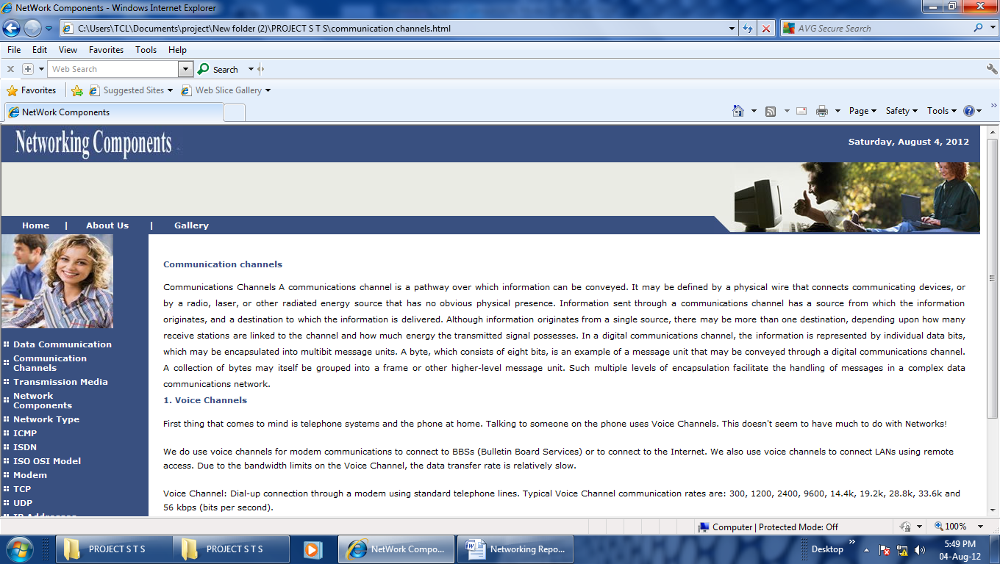 NetWork Components - Windows Internet Explorer
C:\Users\TCL\Documents\project\New folder (2)\PROJECT S T S\communication channels.html
AVG Secure Search
File Edit View Favorites Tools Help
Web Search
Search
Favorites
Suggested Sites
Web Slice Gallery
NetWork Components
Page
Safety
Tools
Networking Components
Saturday, August 4, 2012
Home | About Us | Gallery
Data Communication
Communication
Channels
Transmission Media
Network
Components
Network Type
ICMP
ISDN
ISO OSI Model
Modem
TCP
UDP
IP Addresses
Communication channels
Communications Channels A communications channel is a pathway over which information can be conveyed. It may be defined by a physical wire that connects communicating devices, or
by a radio, laser, or other radiated energy source that has no obvious physical presence. Information sent through a communications channel has a source from which the information
originates, and a destination to which the information is delivered. Although information originates from a single source, there may be more than one destination, depending upon how many
receive stations are linked to the channel and how much energy the transmitted signal possesses. In a digital communications channel, the information is represented by individual data bits,
which may be encapsulated into multibit message units. A byte, which consists of eight bits, is an example of a message unit that may be conveyed through a digital communications channel.
A collection of bytes may itself be grouped into a frame or other higher-level message unit. Such multiple levels of encapsulation facilitate the handling of messages in a complex data
communications network.
1. Voice Channels
First thing that comes to mind is telephone systems and the phone at home. Talking to someone on the phone uses Voice Channels. This doesn't seem to have much to do with Networks!
We do use voice channels for modem communications to connect to BBSs (Bulletin Board Services) or to connect to the Internet. We also use voice channels to connect LANs using remote
access. Due to the bandwidth limits on the Voice Channel, the data transfer rate is relatively slow.
Voice Channel: Dial-up connection through a modem using standard telephone lines. Typical Voice Channel communication rates are: 300, 1200, 2400, 9600, 14.4k, 19.2k, 28.8k, 33.6k and
56 kbps (bits per second).
Computer | Protected Mode: Off
100%
PROJECT S T S
PROJECT S T S
NetWork Compo...
Networking Repo...
Desktop
5:49 PM
04-Aug-12